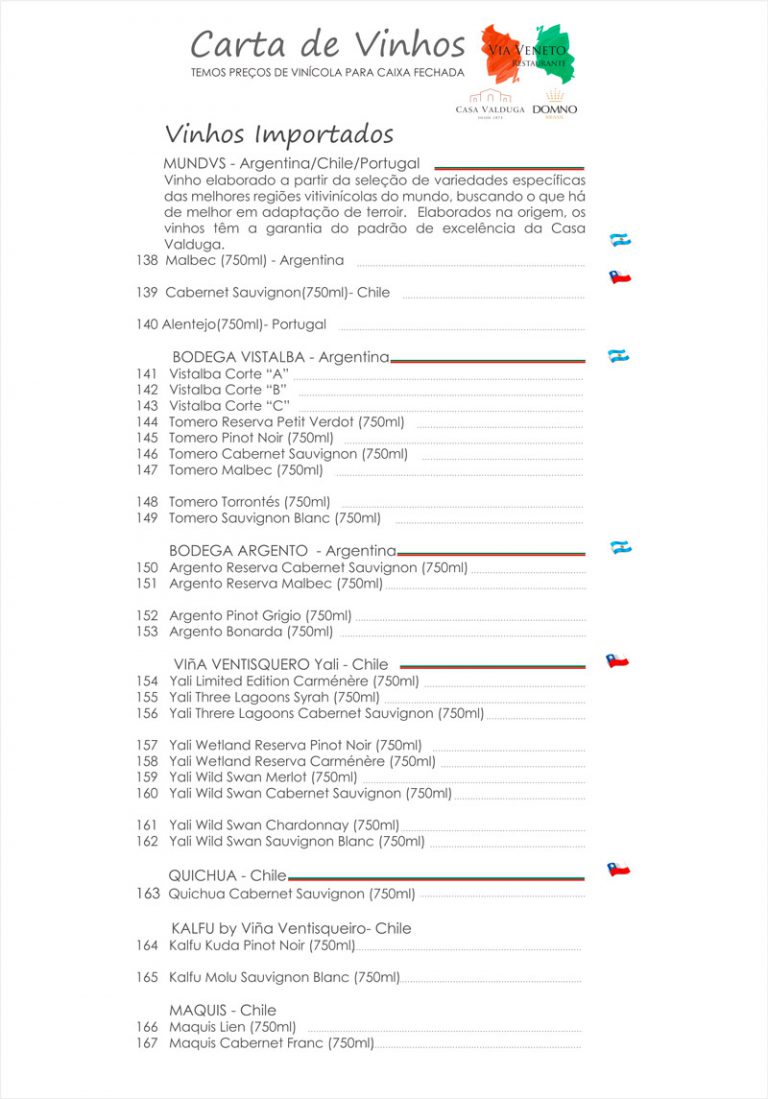 Carta de Vinhos
TEMOS PREÇOS DE VINÍCOLA PARA CAIXA FECHADA
VIA VENETO
RESTAURANTE
CASA VALDUGA
DESDE 1875
DOMNO
Vinhos Importados
MUNDVS - Argentina/Chile/Portugal
Vinho elaborado a partir da seleção de variedades específicas
das melhores regiões vitivinícolas do mundo, buscando o que há
de melhor em adaptação de terroir. Elaborados na origem, os
vinhos têm a garantia do padrão de excelência da Casa
Valduga.
138 Malbec (750ml) - Argentina
139 Cabernet Sauvignon(750ml)- Chile
140 Alentejo(750ml)- Portugal
BODEGA VISTALBA - Argentina
141 Vistalba Corte “A”
142 Vistalba Corte “B”
143 Vistalba Corte “C”
144 Tomero Reserva Petit Verdot (750ml)
145 Tomero Pinot Noir (750ml)
146 Tomero Cabernet Sauvignon (750ml)
147 Tomero Malbec (750ml)
148 Tomero Torrontés (750ml)
149 Tomero Sauvignon Blanc (750ml)
BODEGA ARGENTO - Argentina
150 Argento Reserva Cabernet Sauvignon (750ml)
151 Argento Reserva Malbec (750ml)
152 Argento Pinot Grigio (750ml)
153 Argento Bonarda (750ml)
VIñA VENTISQUERO Yali - Chile
154 Yali Limited Edition Carménère (750ml)
155 Yali Three Lagoons Syrah (750ml)
156 Yali Threre Lagoons Cabernet Sauvignon (750ml)
157 Yali Wetland Reserva Pinot Noir (750ml)
158 Yali Wetland Reserva Carménère (750ml)
159 Yali Wild Swan Merlot (750ml)
160 Yali Wild Swan Cabernet Sauvignon (750ml)
161 Yali Wild Swan Chardonnay (750ml)
162 Yali Wild Swan Sauvignon Blanc (750ml)
QUICHUA - Chile
163 Quichua Cabernet Sauvignon (750ml)
KALFU by Viña Ventisqueiro- Chile
164 Kalfu Kuda Pinot Noir (750ml)
165 Kalfu Molu Sauvignon Blanc (750ml)
MAQUIS - Chile
166 Maquis Lien (750ml)
167 Maquis Cabernet Franc (750ml)